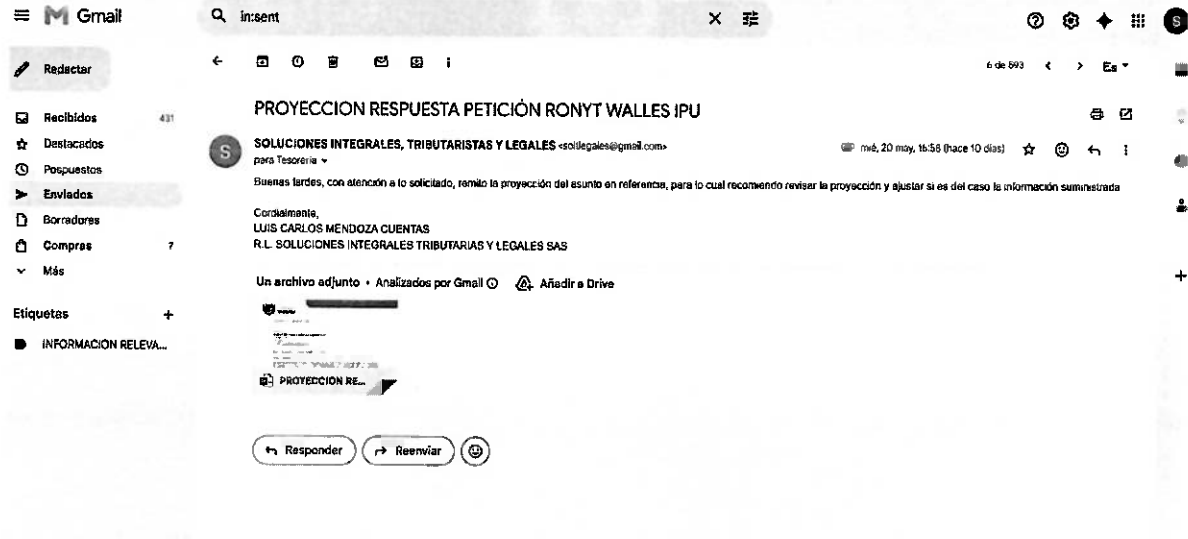 Gmail
in:sent
S
Redactar
6 de 593
Es
Recibidos 431
Destacados
Pospuestos
Enviados
Borradores
Compras 7
Más
Etiquetas
INFORMACION RELEVA...
PROYECCION RESPUESTA PETICIÓN RONYT WALLES IPU
S
SOLUCIONES INTEGRALES, TRIBUTARISTAS Y LEGALES <soltlegales@gmail.com>
mié, 20 may, 16:58 (hace 10 días)
para Tesoreria
Buenas tardes, con atención a lo solicitado, remito la proyección del asunto en referencia, para lo cual recomiendo revisar la proyección y ajustar si es del caso la información suministrada
Cordialmente,
LUIS CARLOS MENDOZA CUENTAS
R.L. SOLUCIONES INTEGRALES TRIBUTARIAS Y LEGALES SAS
Un archivo adjunto • Analizados por Gmail
Añadir a Drive
PROYECCION RE...
Responder
Reenviar